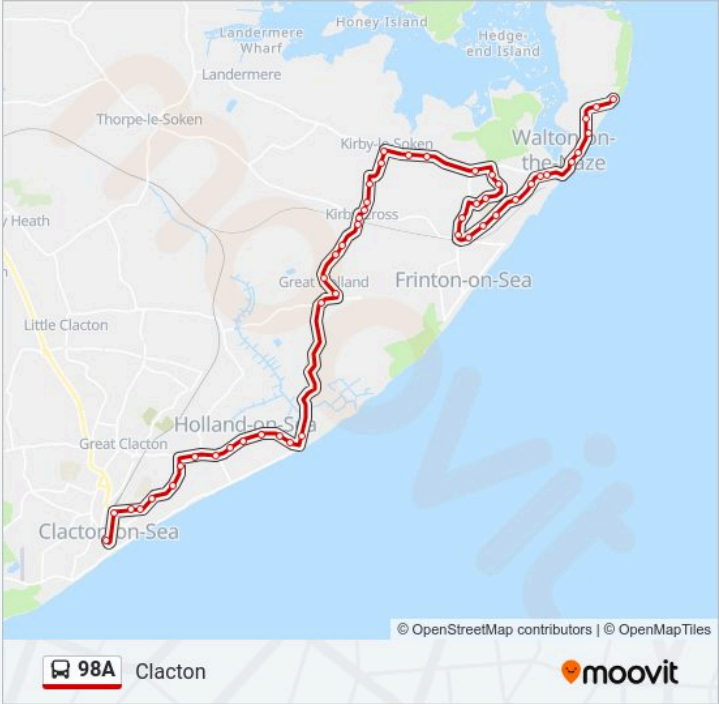 Honey Island
Landermere
Wharf
Hedge-
end Island
Landermere
Thorpe-le-Soken
Kirby-le-Soken
Walton-on-
the-Naze
y Heath
Kirby Cross
Great Holland
Frinton-on-Sea
n
Little Clacton
Holland-on-Sea
Great Clacton
Clacton-on-Sea
moovit
© OpenStreetMap contributors | © OpenMapTiles
98A Clacton
moovit